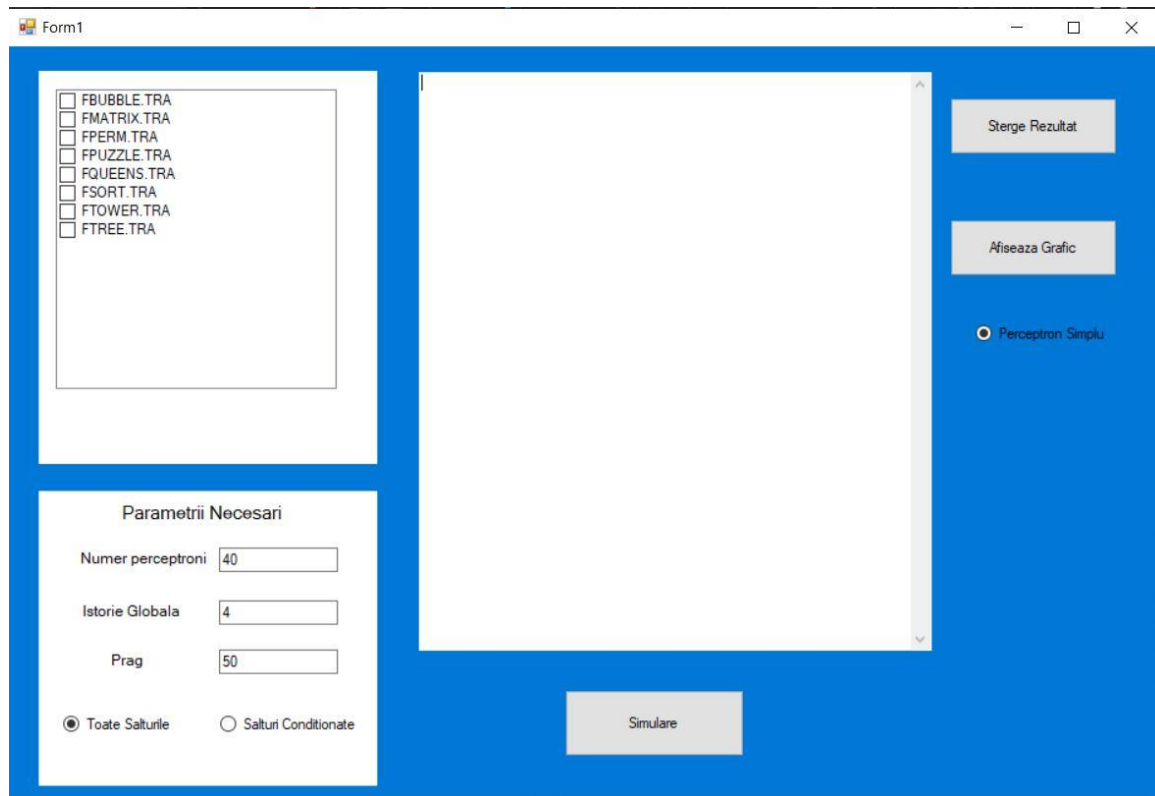 Form1
FBUBBLE.TRA
FMATRIX.TRA
FPERM.TRA
FPUZZLE.TRA
FQUEENS.TRA
FSORT.TRA
FTOWER.TRA
FTREE.TRA
Sterge Rezultat
Afiseaza Grafic
Perceptron Simplu
Parametrii Necesari
Numer perceptroni 40
Istorie Globala 4
Prag 50
Toate Salturile Salturi Conditionate
Simulare